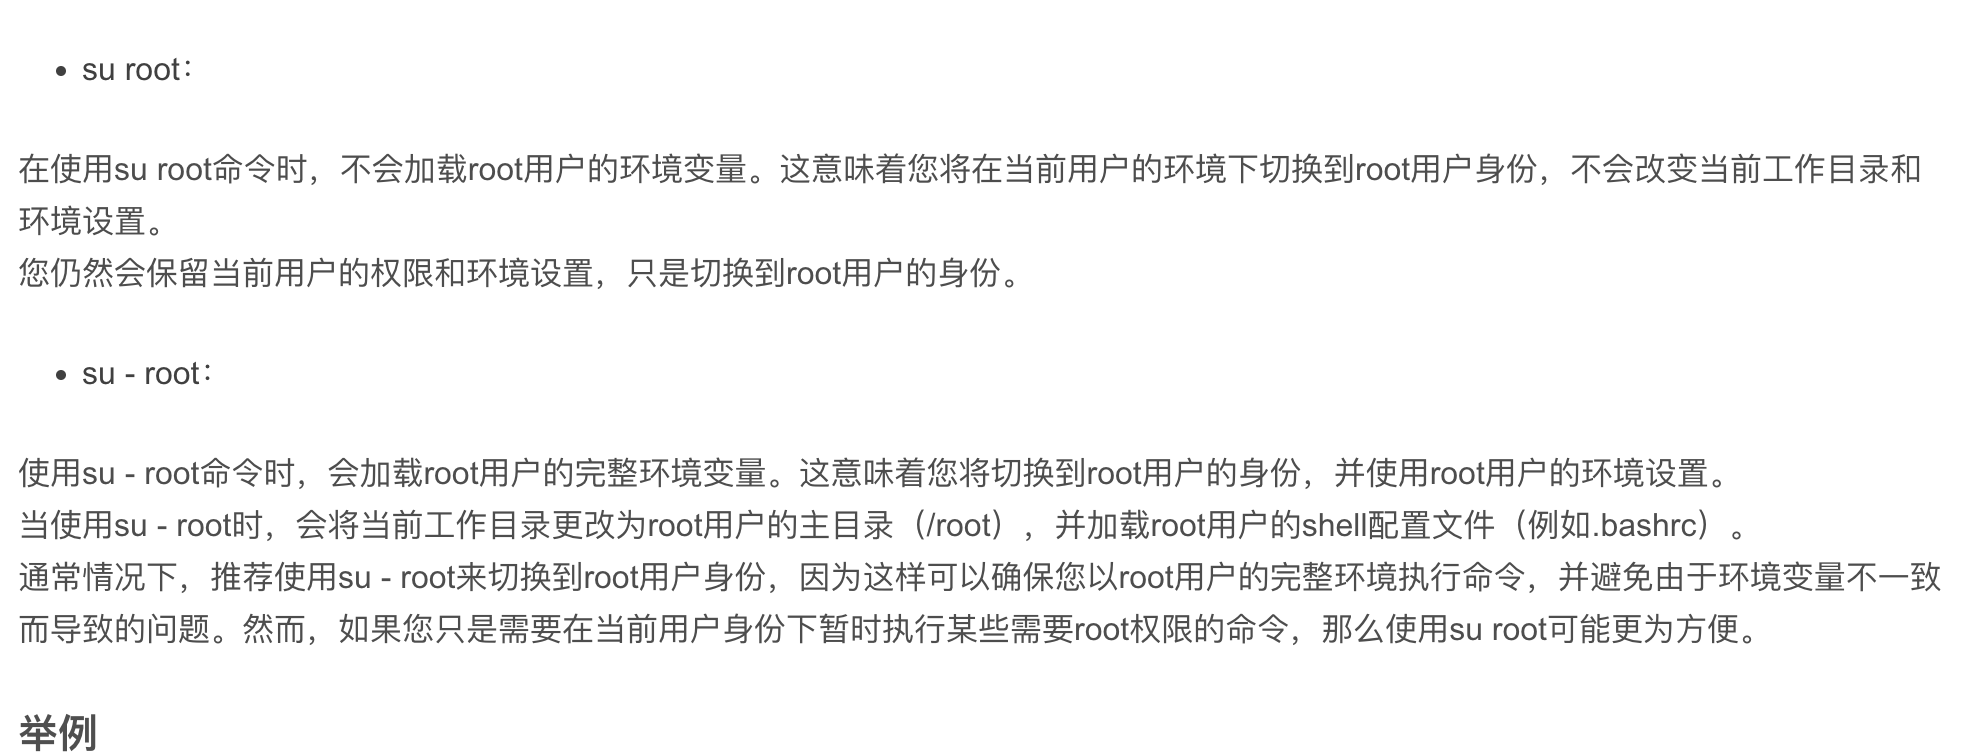 • su root：
在使用su root命令时，不会加载root用户的环境变量。这意味着您将在当前用户的环境下切换到root用户身份，不会改变当前工作目录和
环境设置。
您仍然会保留当前用户的权限和环境设置，只是切换到root用户的身份。
• su - root：
使用su - root命令时，会加载root用户的完整环境变量。这意味着您将切换到root用户的身份，并使用root用户的环境设置。
当使用su - root时，会将当前工作目录更改为root用户的主目录（/root），并加载root用户的shell配置文件（例如.bashrc）。
通常情况下，推荐使用su - root来切换到root用户身份，因为这样可以确保您以root用户的完整环境执行命令，并避免由于环境变量不一致
而导致的问题。然而，如果您只是需要在当前用户身份下暂时执行某些需要root权限的命令，那么使用su root可能更为方便。
举例